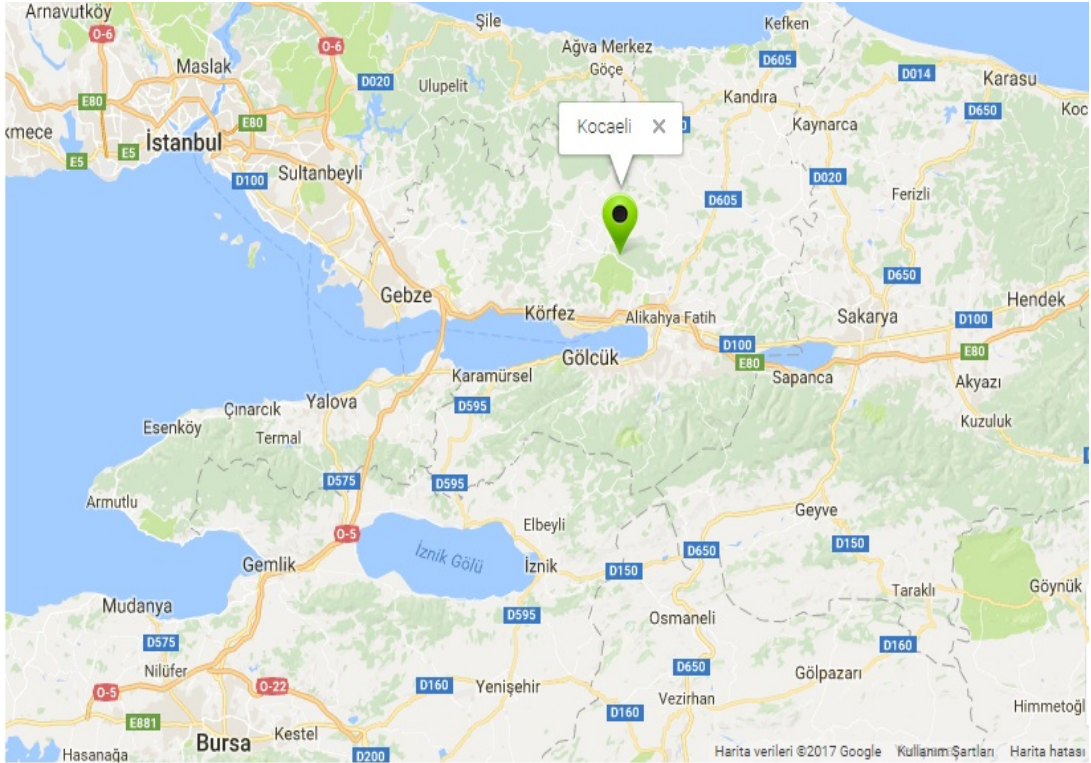 Arnavutköy
O-6
Şile
Kefken
O-6
Maslak
Ağva Merkez
Göçe
D605
D014
Karasu
D020
Ulupelit
E80
Kandıra
D650
Koc
kmece
İstanbul
E80
Kocaeli
0
Kaynarca
E5
E5
D100
Sultanbeyli
D020
Ferizli
D605
D650
Gebze
Körfez
Alikahya Fatih
Sakarya
Hendek
D100
Gölcük
D100
E80
E80
Karamürsel
Sapanca
Akyazı
Çınarcık
Yalova
D595
Kuzuluk
Esenköy
Termal
D575
D595
Armutlu
Geyve
Elbeyli
O-5
İznik Gölü
D650
D150
Gemlik
İznik
D150
Taraklı
Göynük
Mudanya
D595
Osmaneli
D575
D160
Nilüfer
D650
Gölpazarı
O-5
O-22
D160
Yenişehir
Vezirhan
Himmetoğl
E881
D160
Bursa
Kestel
Hasanağa
D200
Harita verileri ©2017 Google
Kullanım Şartları
Harita hatası